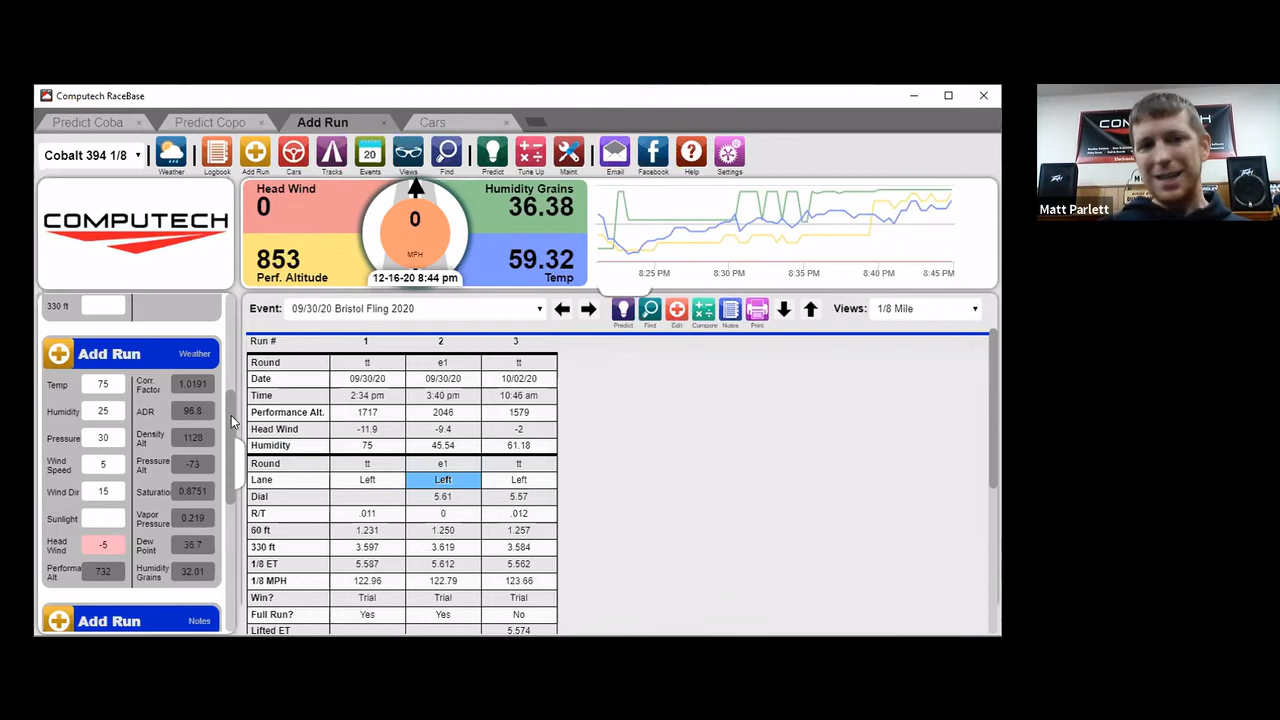 Computech RaceBase
Predict Coba × Predict Copo × Add Run × Cars ×
Cobalt 394 1/8
Weather Logbook Add Run Cars Tracks Events Views Find Predict Tune Up Maint Email Facebook Help Settings
20
COMPUTECH
Head Wind
0
Humidity Grains
36.38
0
MPH
853
Perf. Altitude
59.32
Temp
12-16-20 8:44 pm
8:25 PM 8:30 PM 8:35 PM 8:40 PM 8:45 PM
Matt Parlett
330 ft
Add Run Weather
Temp 75 Corr. Factor 1.0191
Humidity 25 ADR 96.8
Pressure 30 Density Alt 1128
Wind Speed 5 Pressure Alt -73
Wind Dir 15 Saturatio 0.8751
Sunlight Vapor Pressure 0.219
Head Wind -5 Dew Point 36.7
Performa Alt. 732 Humidity Grains 32.01
Add Run Notes
Event: 09/30/20 Bristol Fling 2020
Predict Find Edit Compare Notes Print
Views: 1/8 Mile
Run # 1 2 3
Round tt e1 tt
Date 09/30/20 09/30/20 10/02/20
Time 2:34 pm 3:40 pm 10:46 am
Performance Alt. 1717 2046 1579
Head Wind -11.9 -9.4 -2
Humidity 75 45.54 61.18
Round tt e1 tt
Lane Left Left Left
Dial 5.61 5.57
R/T .011 0 .012
60 ft 1.231 1.250 1.257
330 ft 3.597 3.619 3.584
1/8 ET 5.587 5.612 5.562
1/8 MPH 122.96 122.79 123.66
Win? Trial Trial Trial
Full Run? Yes Yes No
Lifted ET 5.574